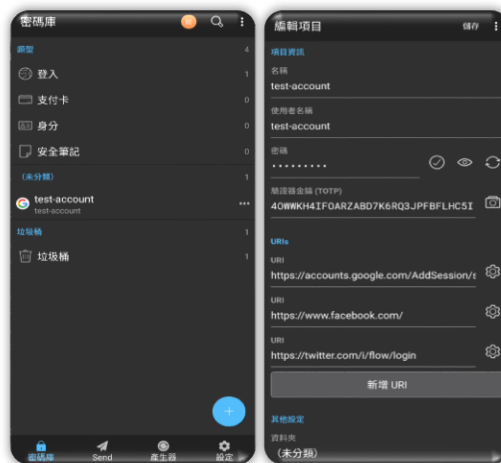 密碼庫
類型 4
登入 1
支付卡 0
身分 0
安全筆記 0
(未分類) 1
test-account
test-account
垃圾桶 1
垃圾桶 1
密碼庫 Send 產生器 設定
編輯項目 儲存
項目資訊
名稱
test-account
使用者名稱
test-account
密碼
•••••••••
驗證器金鑰 (TOTP)
4OWWKH4IFOARZABD7K6RQ3JPFBFLHC5I
URIs
URI
https://accounts.google.com/AddSession/s
URI
https://www.facebook.com/
URI
https://twitter.com/i/flow/login
新增 URI
其他設定
資料夾
(未分類)